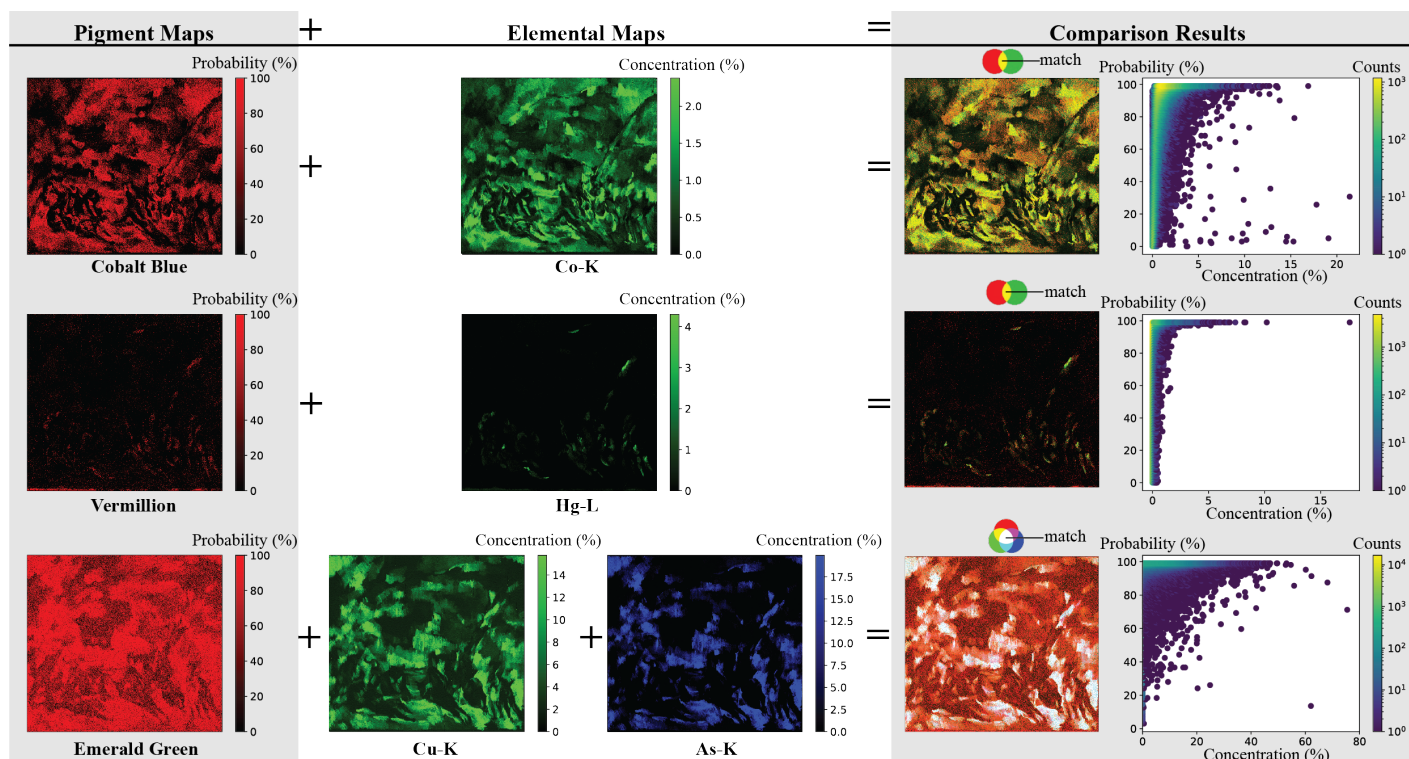 Pigment Maps + Elemental Maps = Comparison Results
Probability (%)
100
80
60
40
20
0
Cobalt Blue
+
Concentration (%)
2.0
1.5
1.0
0.5
0.0
Co-K
=
match
Probability (%)
100
80
60
40
20
0
0 5 10 15 20
Concentration (%)
Counts
10³
10²
10¹
10⁰
Probability (%)
100
80
60
40
20
0
Vermillion
+
Concentration (%)
4
3
2
1
0
Hg-L
=
match
Probability (%)
100
80
60
40
20
0
0 5 10 15
Concentration (%)
Counts
10³
10²
10¹
10⁰
Probability (%)
100
80
60
40
20
0
Emerald Green
+
Concentration (%)
14
12
10
8
6
4
2
0
Cu-K
+
Concentration (%)
17.5
15.0
12.5
10.0
7.5
5.0
2.5
0.0
As-K
=
match
Probability (%)
100
80
60
40
20
0
0 20 40 60 80
Concentration (%)
Counts
10⁴
10³
10²
10¹
10⁰